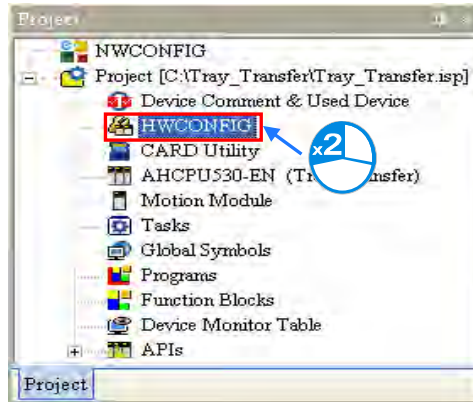 Project
NWCONFIG
Project [C:\Tray_Transfer\Tray_Transfer.isp]
Device Comment & Used Device
HWCONFIG
x2
CARD Utility
AHCPU530-EN (Tr nsfer)
Motion Module
Tasks
Global Symbols
Programs
Function Blocks
Device Monitor Table
APIs
Project